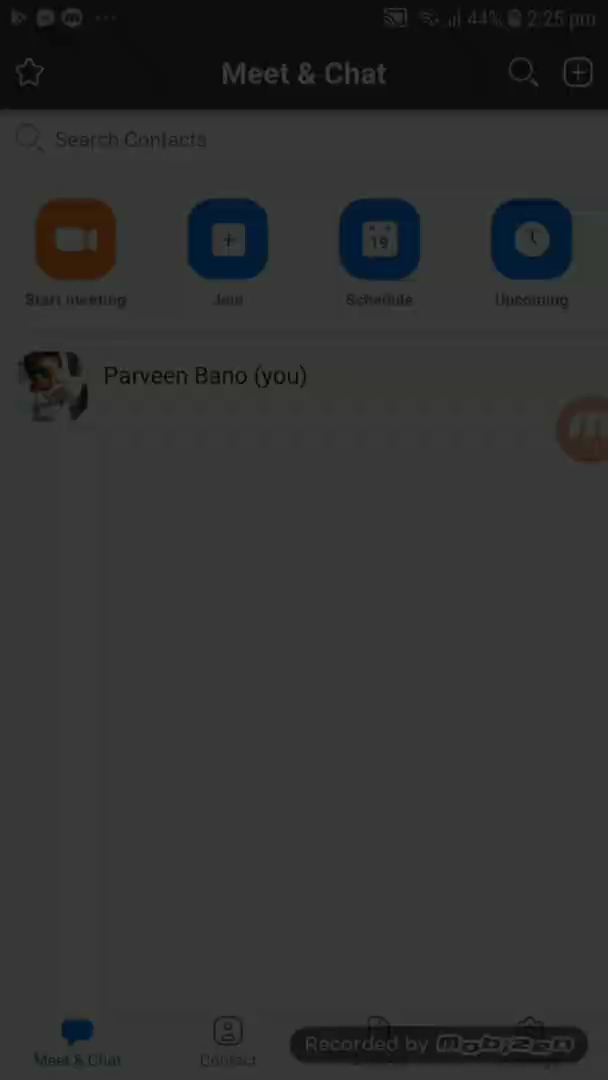 44% 2:25 pm
Meet & Chat
Search Contacts
19
Start meeting
Join
Schedule
Upcoming
Parveen Bano (you)
Meet & Chat
Contact
Recorded by mobizen